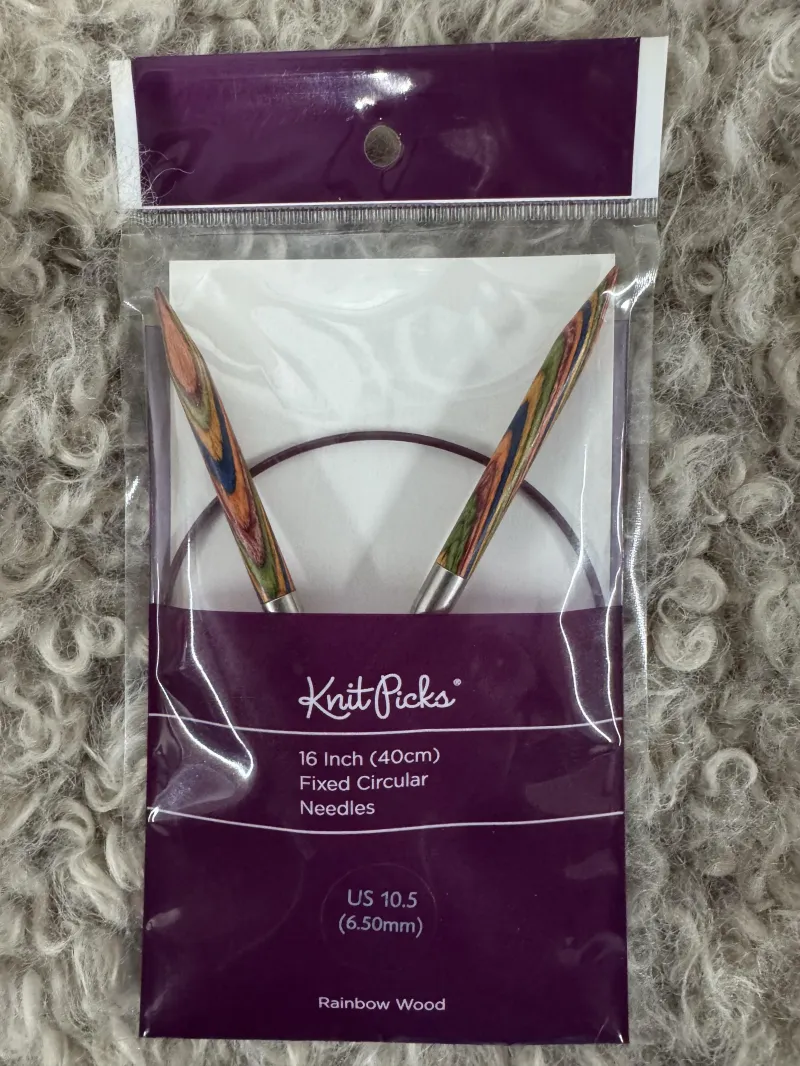 KnitPicks®
16 Inch (40cm)
Fixed Circular
Needles
US 10.5
(6.50mm)
Rainbow Wood